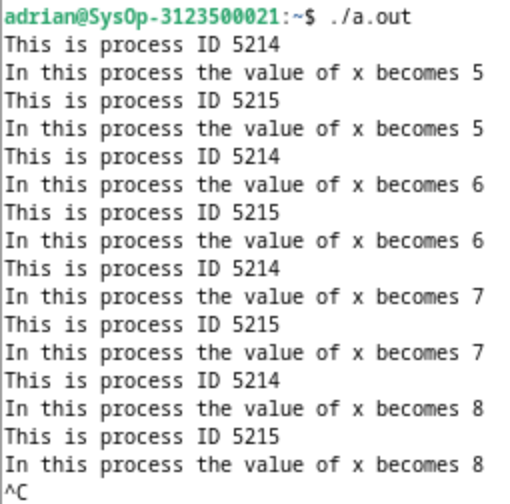 adrian@SysOp-3123500021:~$ ./a.out
This is process ID 5214
In this process the value of x becomes 5
This is process ID 5215
In this process the value of x becomes 5
This is process ID 5214
In this process the value of x becomes 6
This is process ID 5215
In this process the value of x becomes 6
This is process ID 5214
In this process the value of x becomes 7
This is process ID 5215
In this process the value of x becomes 7
This is process ID 5214
In this process the value of x becomes 8
This is process ID 5215
In this process the value of x becomes 8
^C